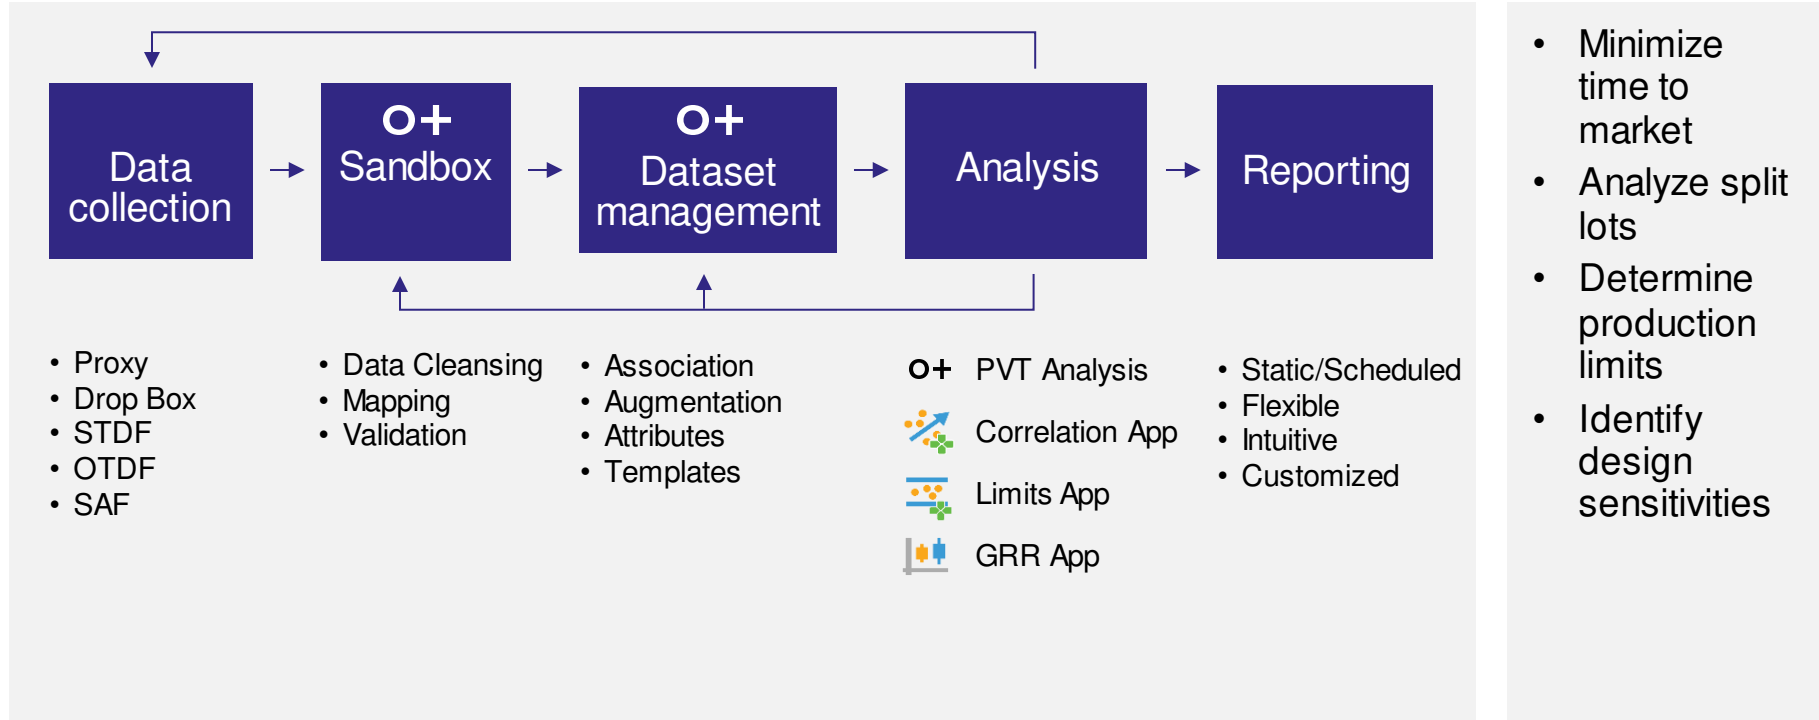 Data
collection
O+
Sandbox
O+
Dataset
management
Analysis
Reporting
• Proxy
• Drop Box
• STDF
• OTDF
• SAF
• Data Cleansing
• Mapping
• Validation
• Association
• Augmentation
• Attributes
• Templates
O+ PVT Analysis
Correlation App
Limits App
GRR App
• Static/Scheduled
• Flexible
• Intuitive
• Customized
• Minimize
time to
market
• Analyze split
lots
• Determine
production
limits
• Identify
design
sensitivities